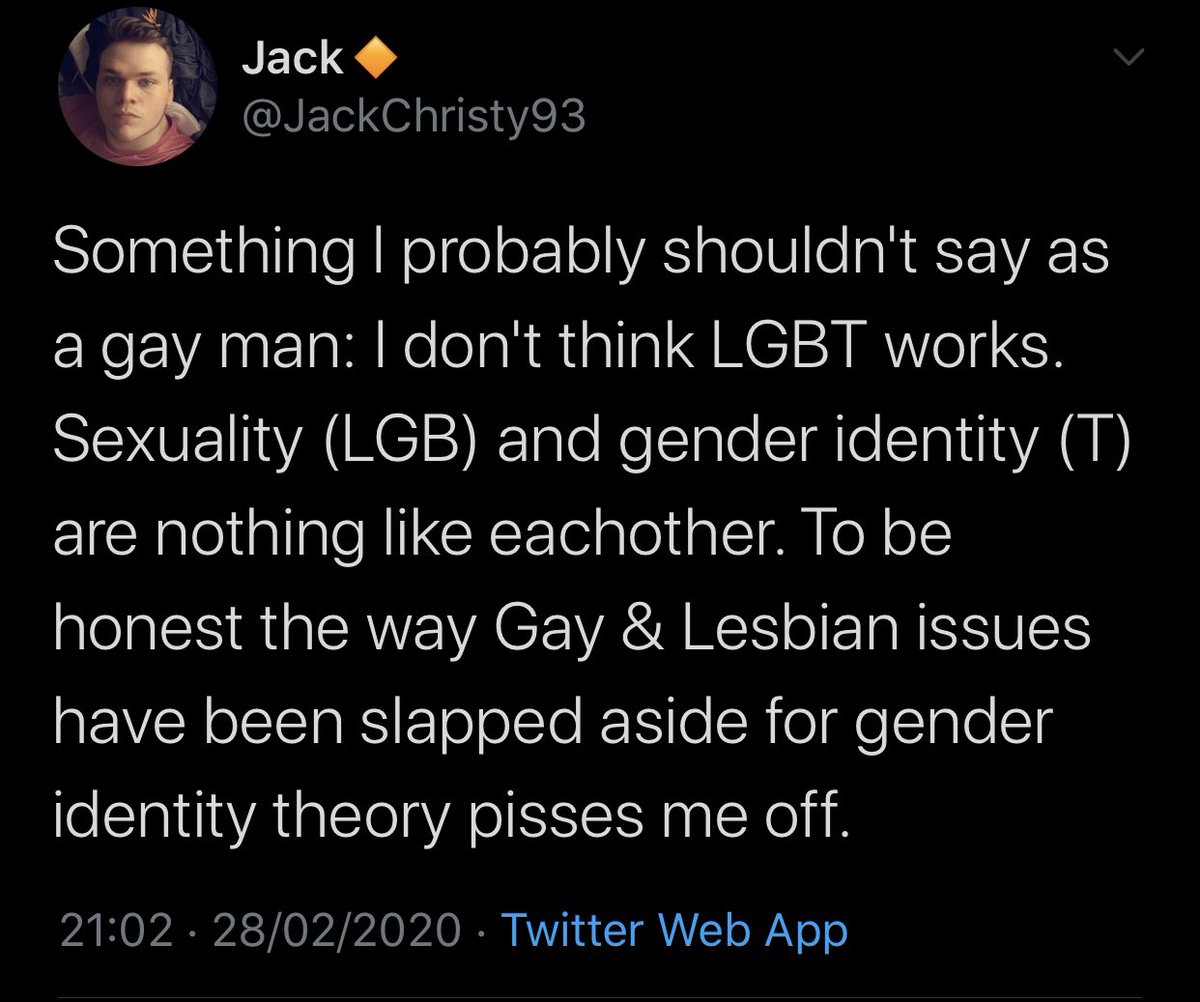 Jack🔶
@JackChristy93
Something I probably shouldn't say as
a gay man: I don't think LGBT works.
Sexuality (LGB) and gender identity (T)
are nothing like eachother. To be
honest the way Gay & Lesbian issues
have been slapped aside for gender
identity theory pisses me off.
21:02 · 28/02/2020 · Twitter Web App